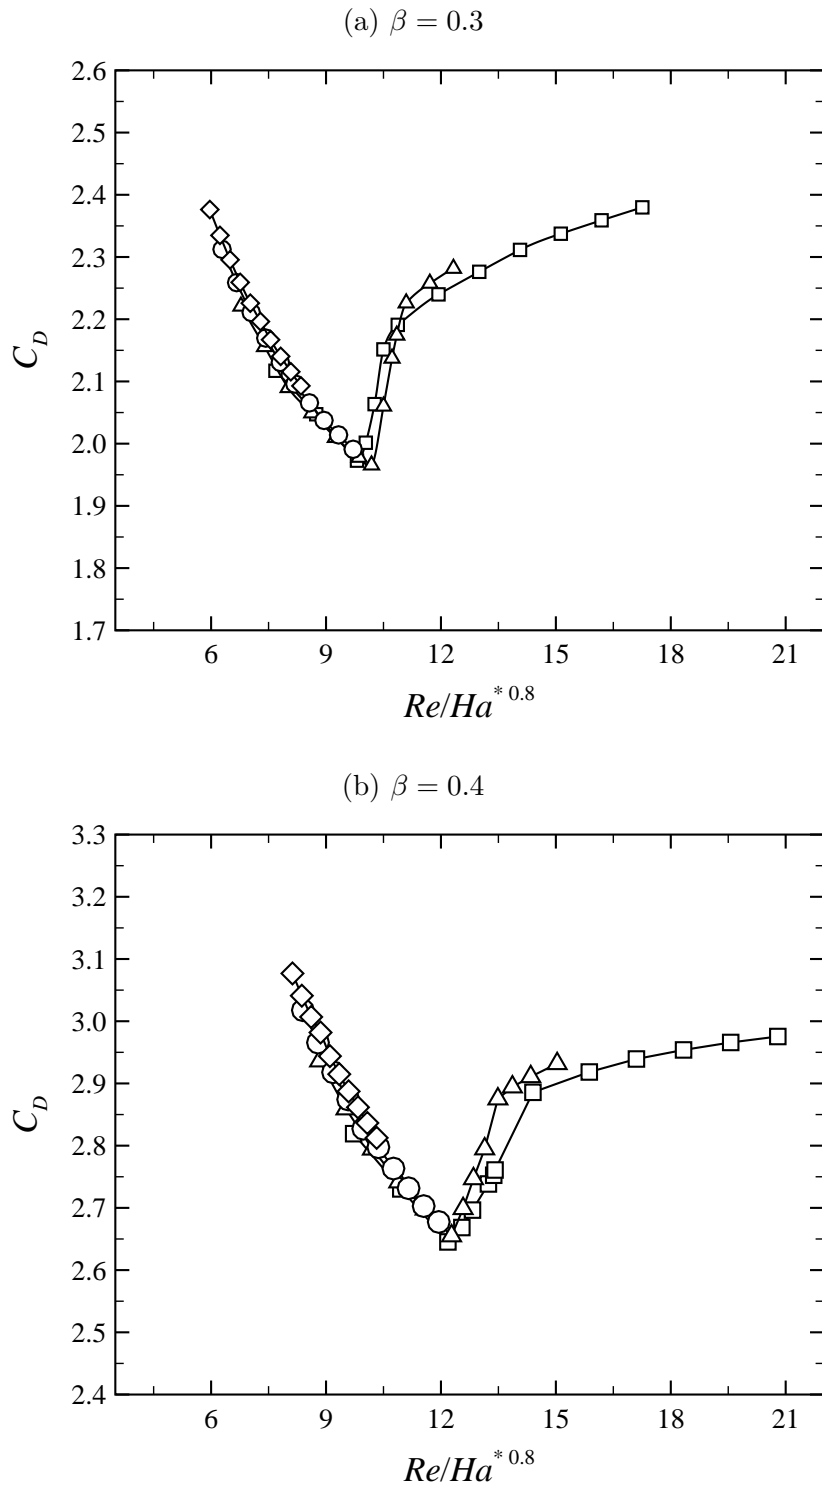 (a) β = 0.3
2.6
2.5
2.4
2.3
2.2
2.1
2.0
1.9
1.8
1.7
C_D
6 9 12 15 18 21
Re/Ha^{* 0.8}
(b) β = 0.4
3.3
3.2
3.1
3.0
2.9
2.8
2.7
2.6
2.5
2.4
C_D
6 9 12 15 18 21
Re/Ha^{* 0.8}